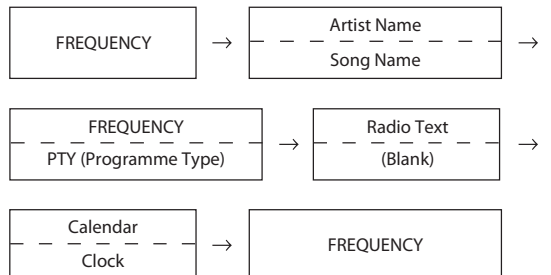 FREQUENCY → Artist Name →
Song Name
FREQUENCY → Radio Text →
PTY (Programme Type) (Blank)
Calendar → FREQUENCY
Clock